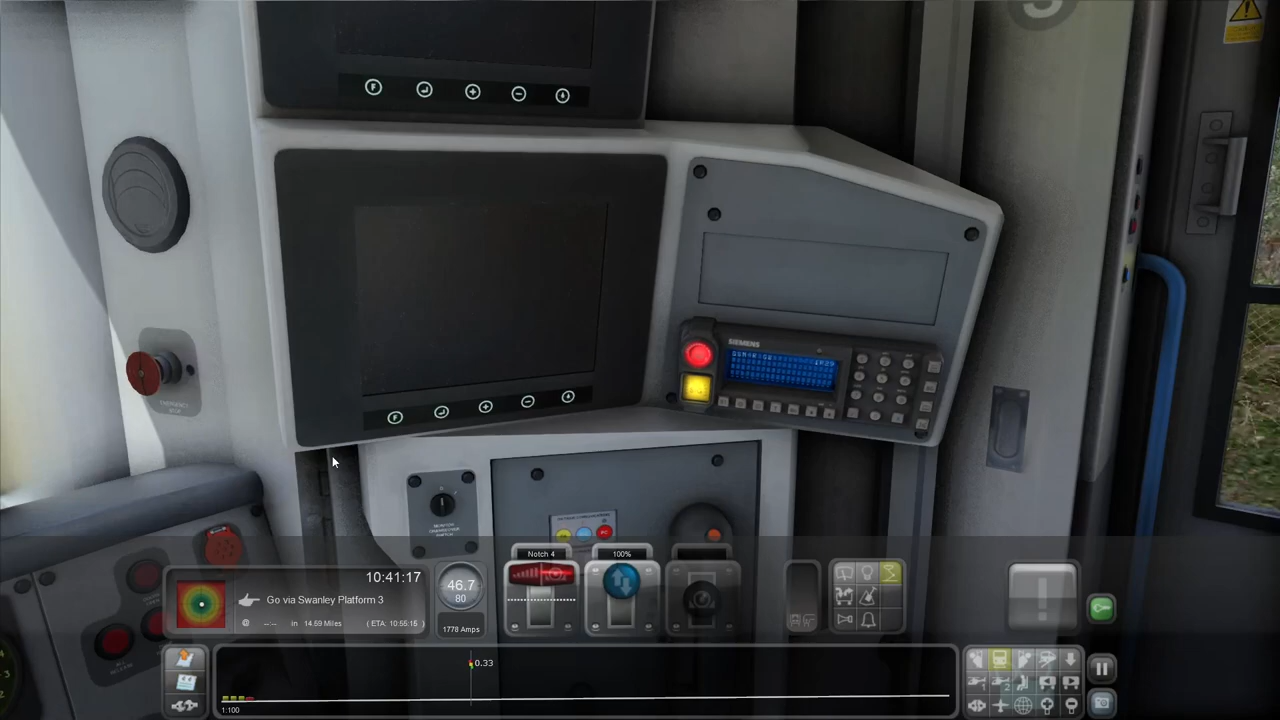 F
SIEMENS
Notch 4
100%
10:41:17
Go via Swanley Platform 3
@ -- -- in 14.59 Miles ( ETA: 10:55:15 )
46.7
80
1778 Amps
0.33
1:100
F